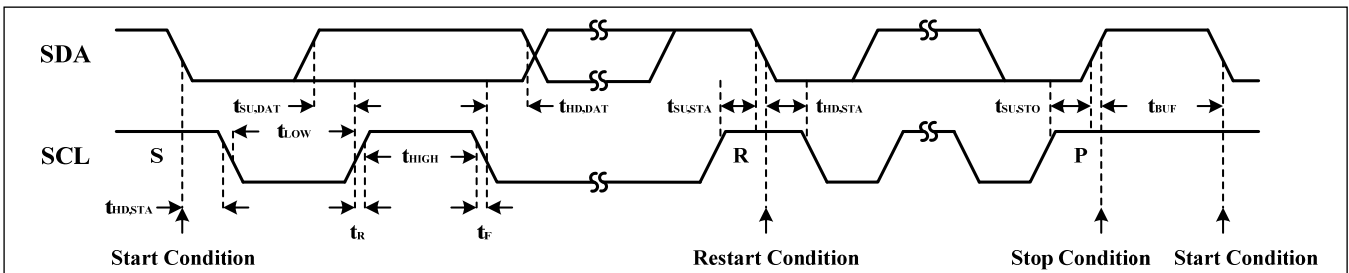 SDA
tSU,DAT tHD,DAT tSU,STA tHD,STA tSU,STO tBUF
tLOW
SCL S tHIGH R P
tHD,STA
tR tF
Start Condition Restart Condition Stop Condition Start Condition